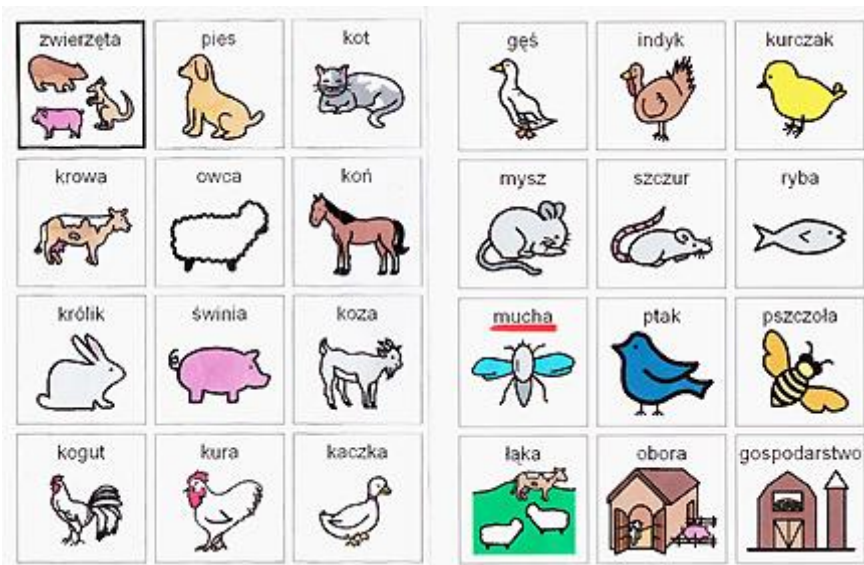 zwierzęta pies kot gęś indyk kurczak
krowa owca koń mysz szczur ryba
królik świnia koza mucha ptak pszczoła
kogut kura kaczka łąka obora gospodarstwo